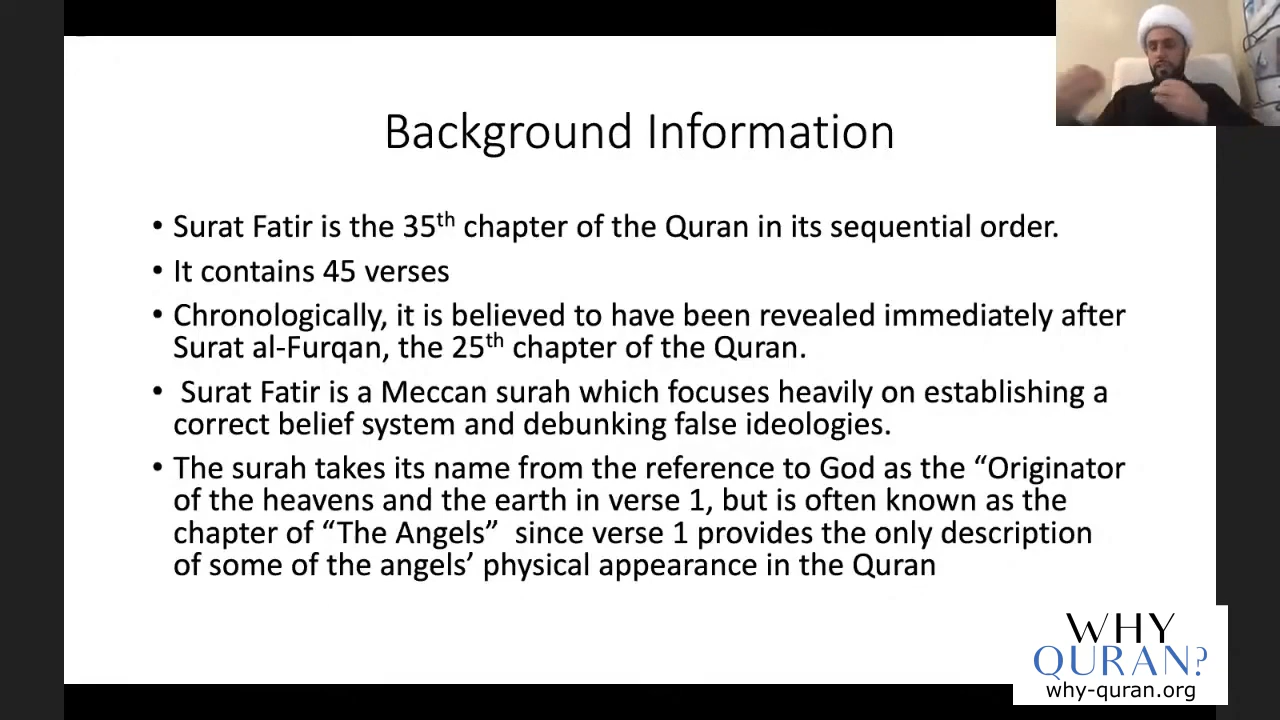 Background Information
• Surat Fatir is the 35th chapter of the Quran in its sequential order.
• It contains 45 verses
• Chronologically, it is believed to have been revealed immediately after
Surat al-Furqan, the 25th chapter of the Quran.
• Surat Fatir is a Meccan surah which focuses heavily on establishing a
correct belief system and debunking false ideologies.
• The surah takes its name from the reference to God as the “Originator
of the heavens and the earth in verse 1, but is often known as the
chapter of “The Angels” since verse 1 provides the only description
of some of the angels’ physical appearance in the Quran
WHY
QURAN?
why-quran.org